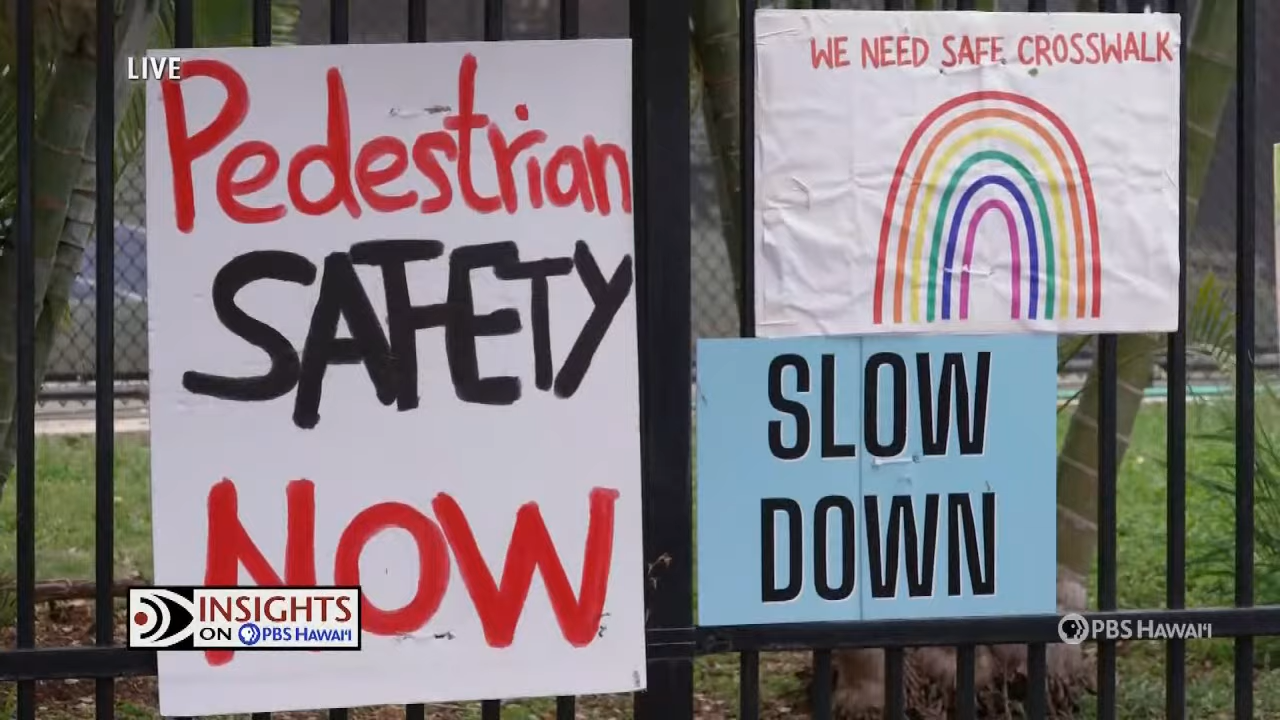 LIVE
Pedestrian
SAFETY
NOW
WE NEED SAFE CROSSWALK
SLOW
DOWN
INSIGHTS
ON PBS HAWAI‘I
PBS HAWAI‘I